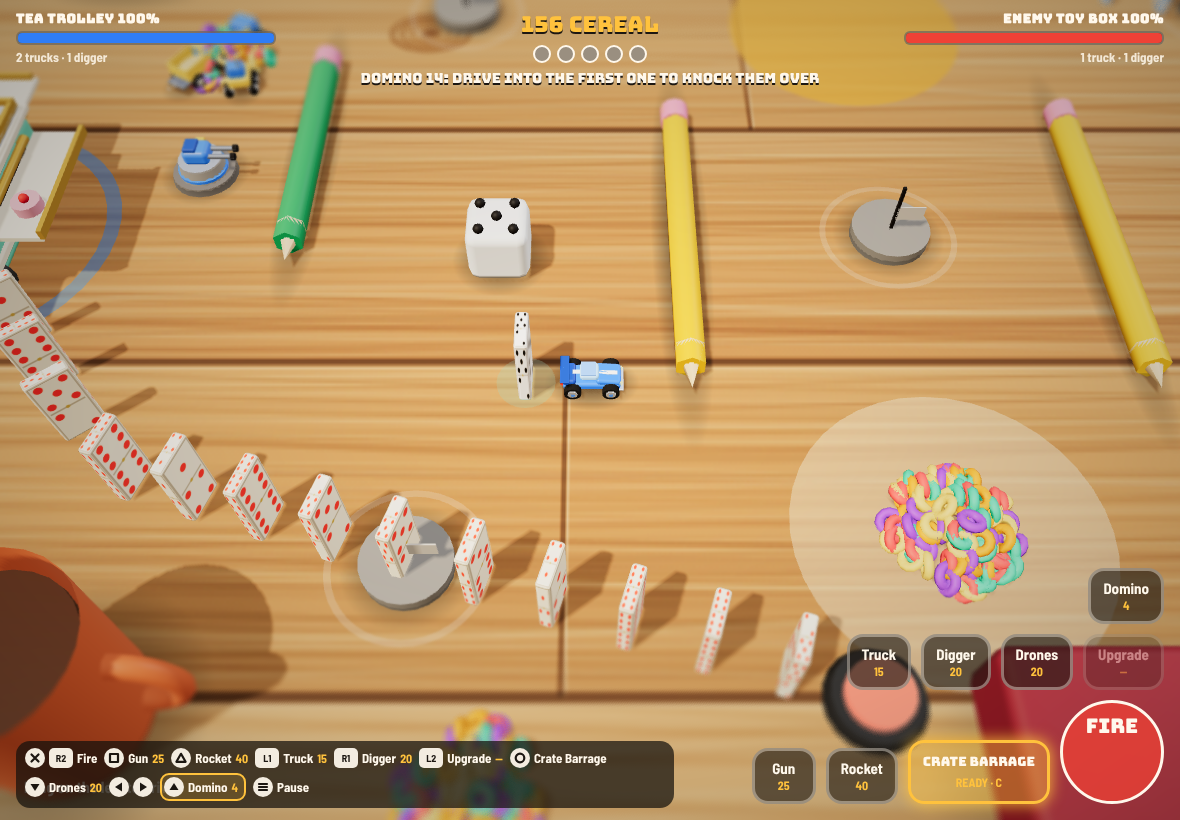 TEA TROLLEY 100%
2 trucks · 1 digger
156 CEREAL
DOMINO 14: DRIVE INTO THE FIRST ONE TO KNOCK THEM OVER
ENEMY TOY BOX 100%
1 truck · 1 digger
Domino
4
Truck
15
Digger
20
Drones
20
Upgrade
–
Gun
25
Rocket
40
CRATE BARRAGE
READY · C
FIRE
R2 Fire Gun 25 Rocket 40 L1 Truck 15 R1 Digger 20 L2 Upgrade – Crate Barrage
Drones 20 Domino 4 Pause